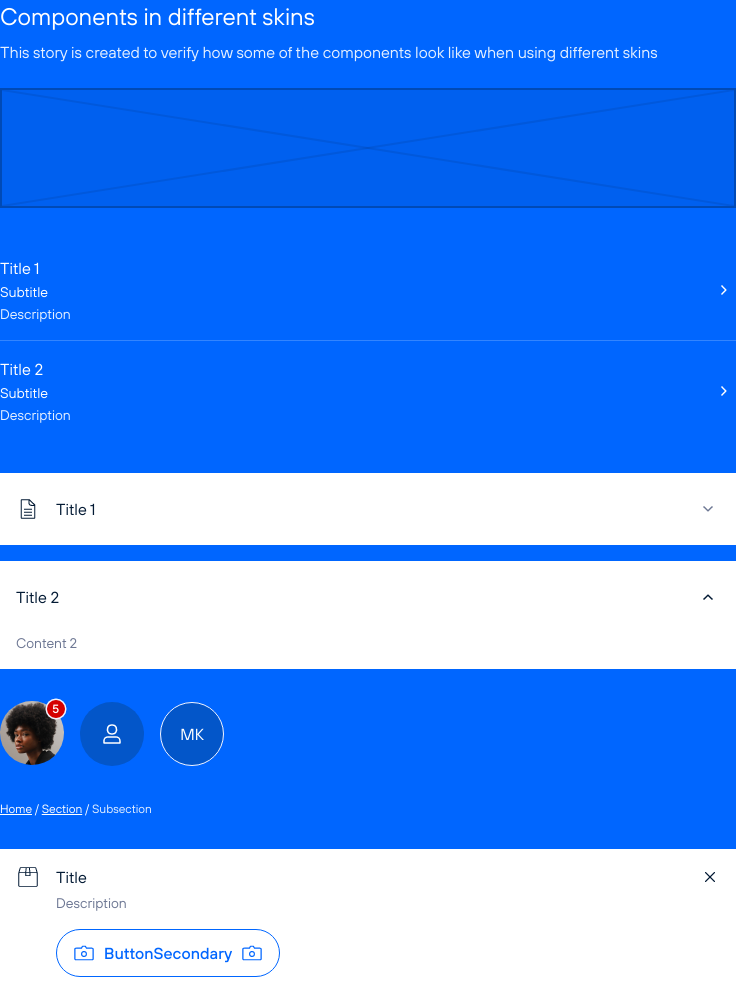 Components in different skins
This story is created to verify how some of the components look like when using different skins
Title 1
Subtitle
Description
Title 2
Subtitle
Description
Title 1
Title 2
Content 2
5
MK
Home / Section / Subsection
Title
Description
ButtonSecondary